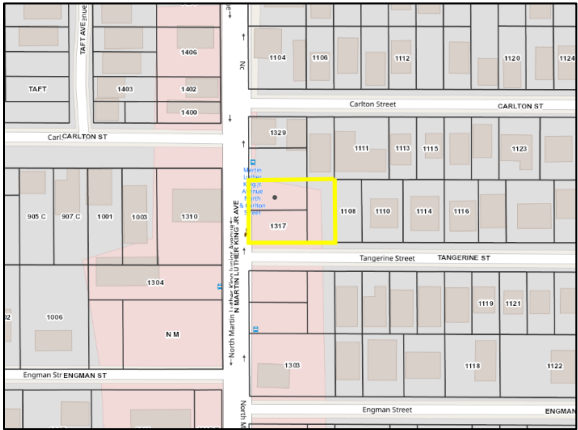 TAFT AVE
1406
1104
1106
1112
1120
1124
TAFT
1403
1402
1400
Carlton Street
CARLTON ST
CARLTON ST
1329
1111
1113
1115
1123
Martin
Luther
King Jr.
Avenue
North
& Carlton
Street
905 C
907 C
1001
1003
1310
1317
1108
1110
1114
1116
N MARTIN LUTHER KING JR AVE
Tangerine Street
TANGERINE ST
1304
1119
1121
1006
N M
1303
1118
1122
Engman Str
ENGMAN ST
Engman Street
ENGMAN